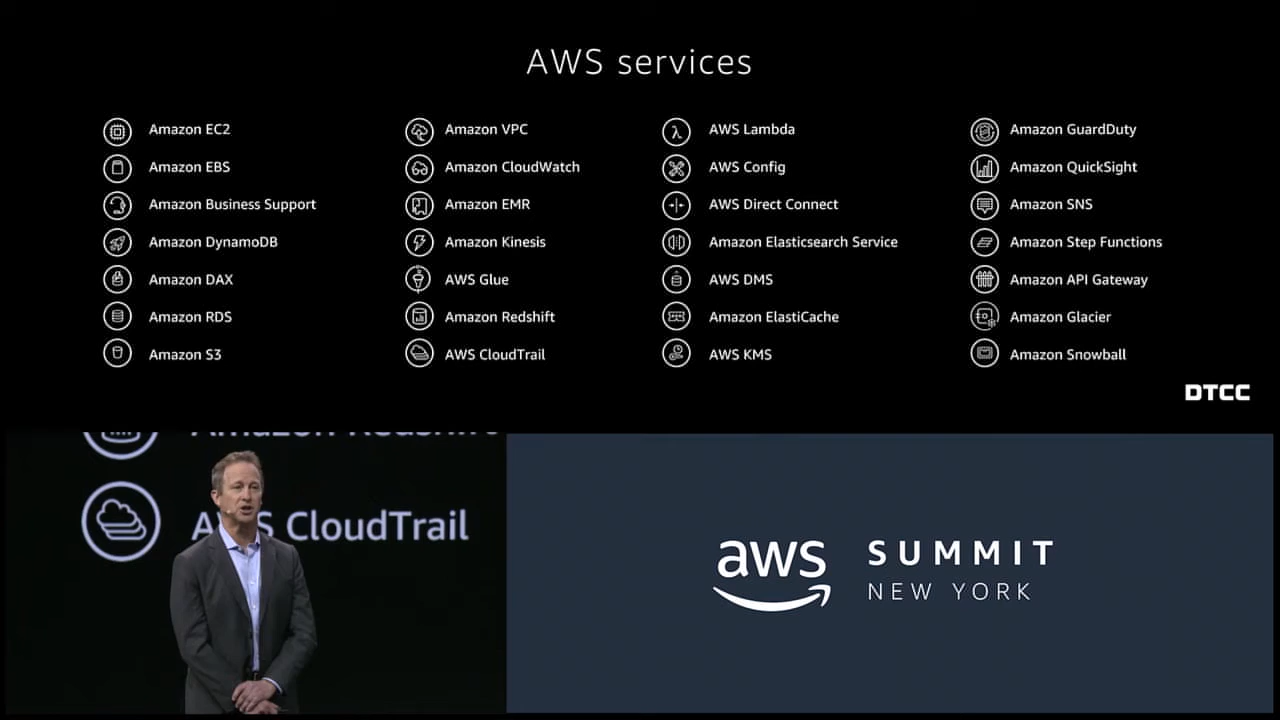 AWS services
Amazon EC2
Amazon EBS
Amazon Business Support
Amazon DynamoDB
Amazon DAX
Amazon RDS
Amazon S3
Amazon VPC
Amazon CloudWatch
Amazon EMR
Amazon Kinesis
AWS Glue
Amazon Redshift
AWS CloudTrail
AWS Lambda
AWS Config
AWS Direct Connect
Amazon Elasticsearch Service
AWS DMS
Amazon ElastiCache
AWS KMS
Amazon GuardDuty
Amazon QuickSight
Amazon SNS
Amazon Step Functions
Amazon API Gateway
Amazon Glacier
Amazon Snowball
DTCC
Amazon Redshift
AWS CloudTrail
aws SUMMIT
NEW YORK